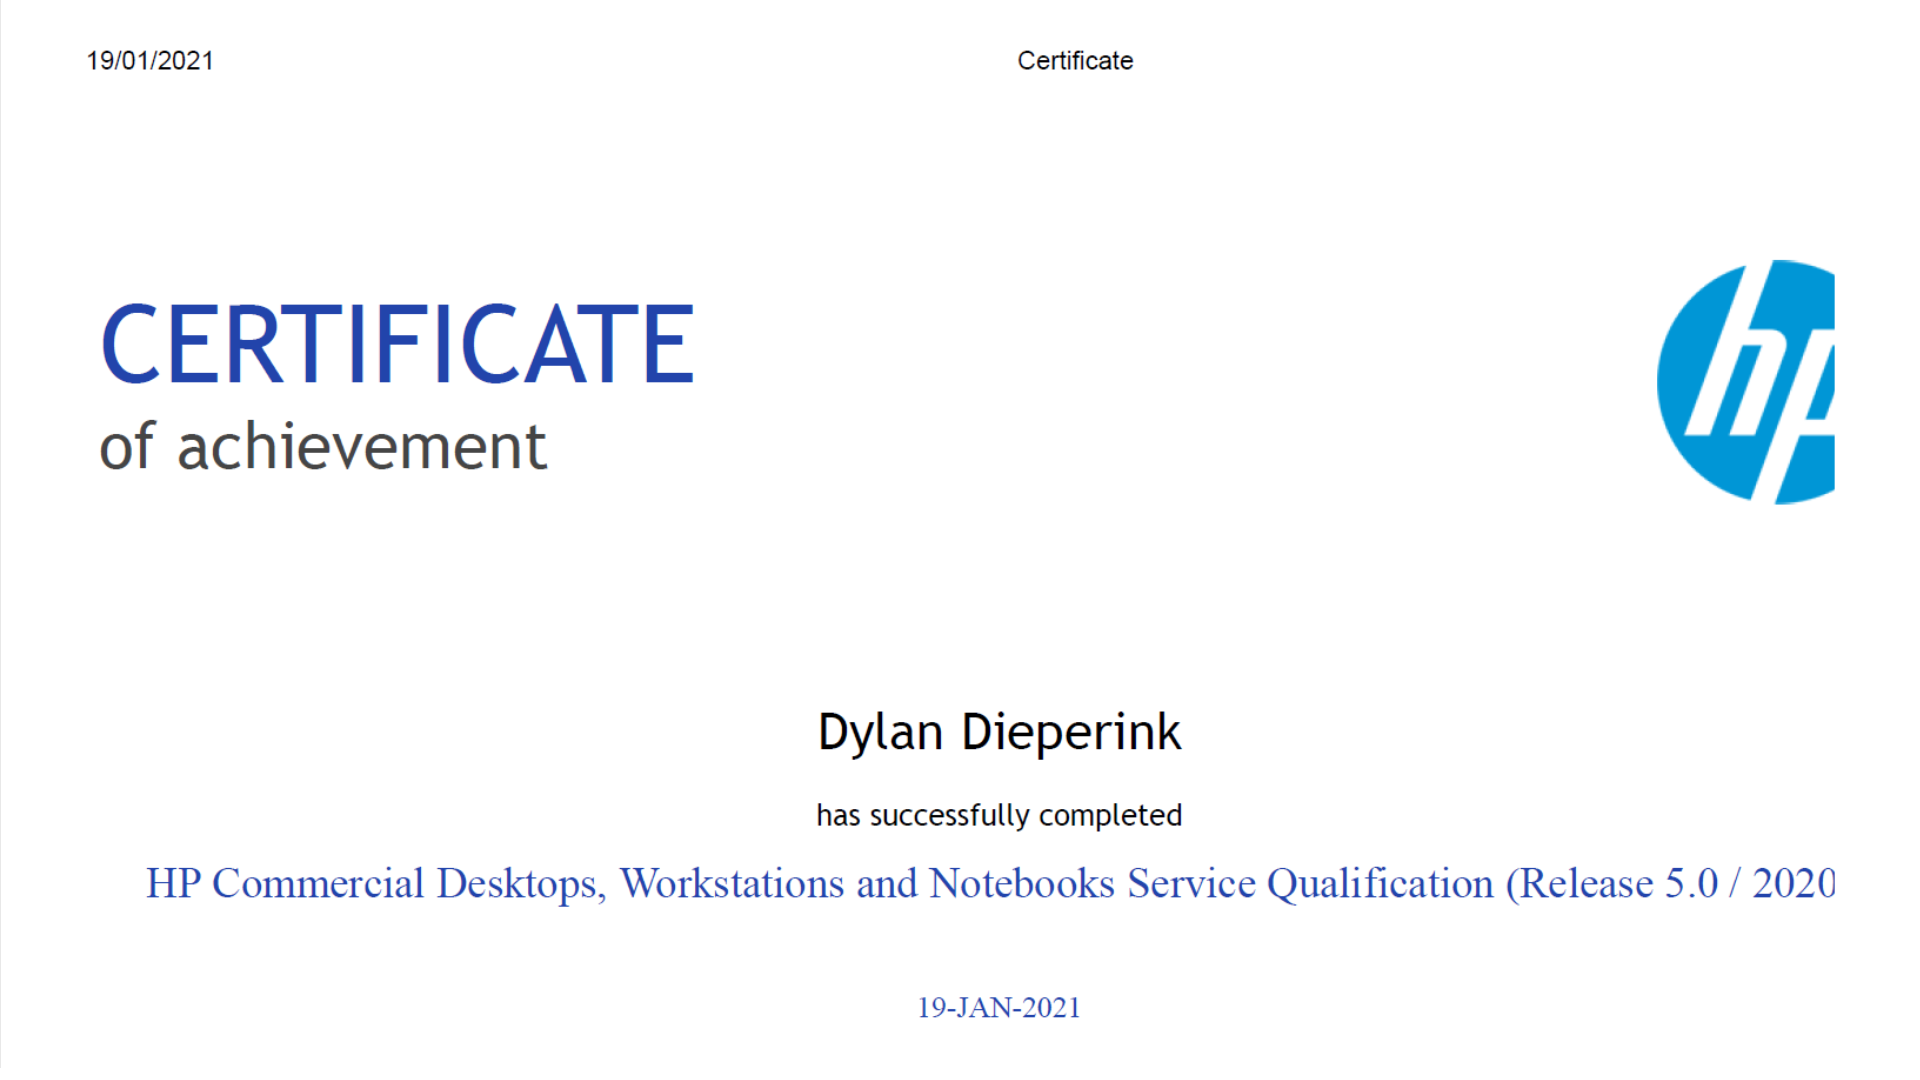 19/01/2021 Certificate
CERTIFICATE
of achievement
hp
Dylan Dieperink
has successfully completed
HP Commercial Desktops, Workstations and Notebooks Service Qualification (Release 5.0 / 2020
19-JAN-2021